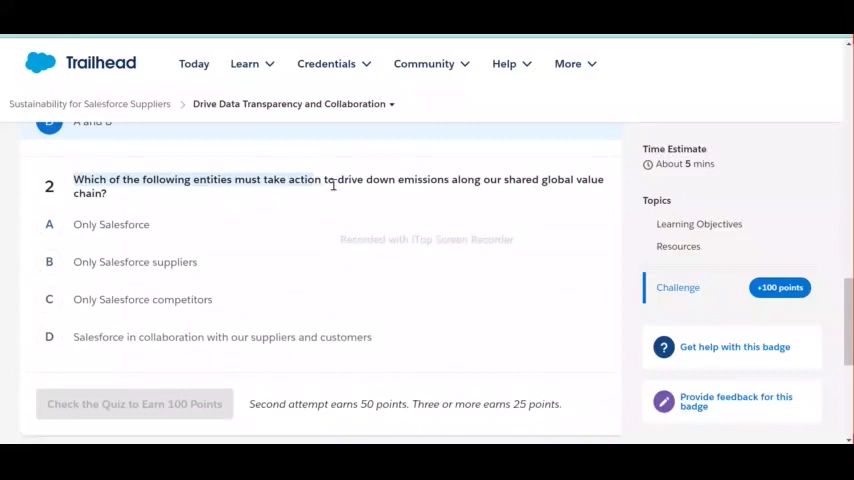 Trailhead
Today Learn Credentials Community Help More
Sustainability for Salesforce Suppliers > Drive Data Transparency and Collaboration
D A and B
2 Which of the following entities must take action to drive down emissions along our shared global value
chain?
A Only Salesforce
B Only Salesforce suppliers
C Only Salesforce competitors
D Salesforce in collaboration with our suppliers and customers
Check the Quiz to Earn 100 Points Second attempt earns 50 points. Three or more earns 25 points.
Recorded with iTop Screen Recorder
Time Estimate
About 5 mins
Topics
Learning Objectives
Resources
Challenge +100 points
? Get help with this badge
Provide feedback for this
badge